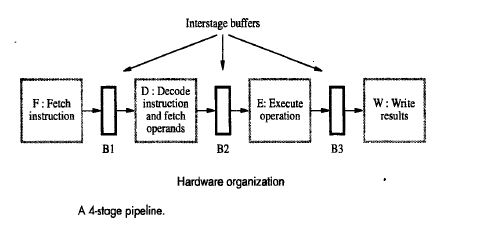 Interstage buffers
F : Fetch
instruction
D : Decode
instruction
and fetch
operands
E: Execute
operation
W : Write
results
B1
B2
B3
Hardware organization
A 4-stage pipeline.